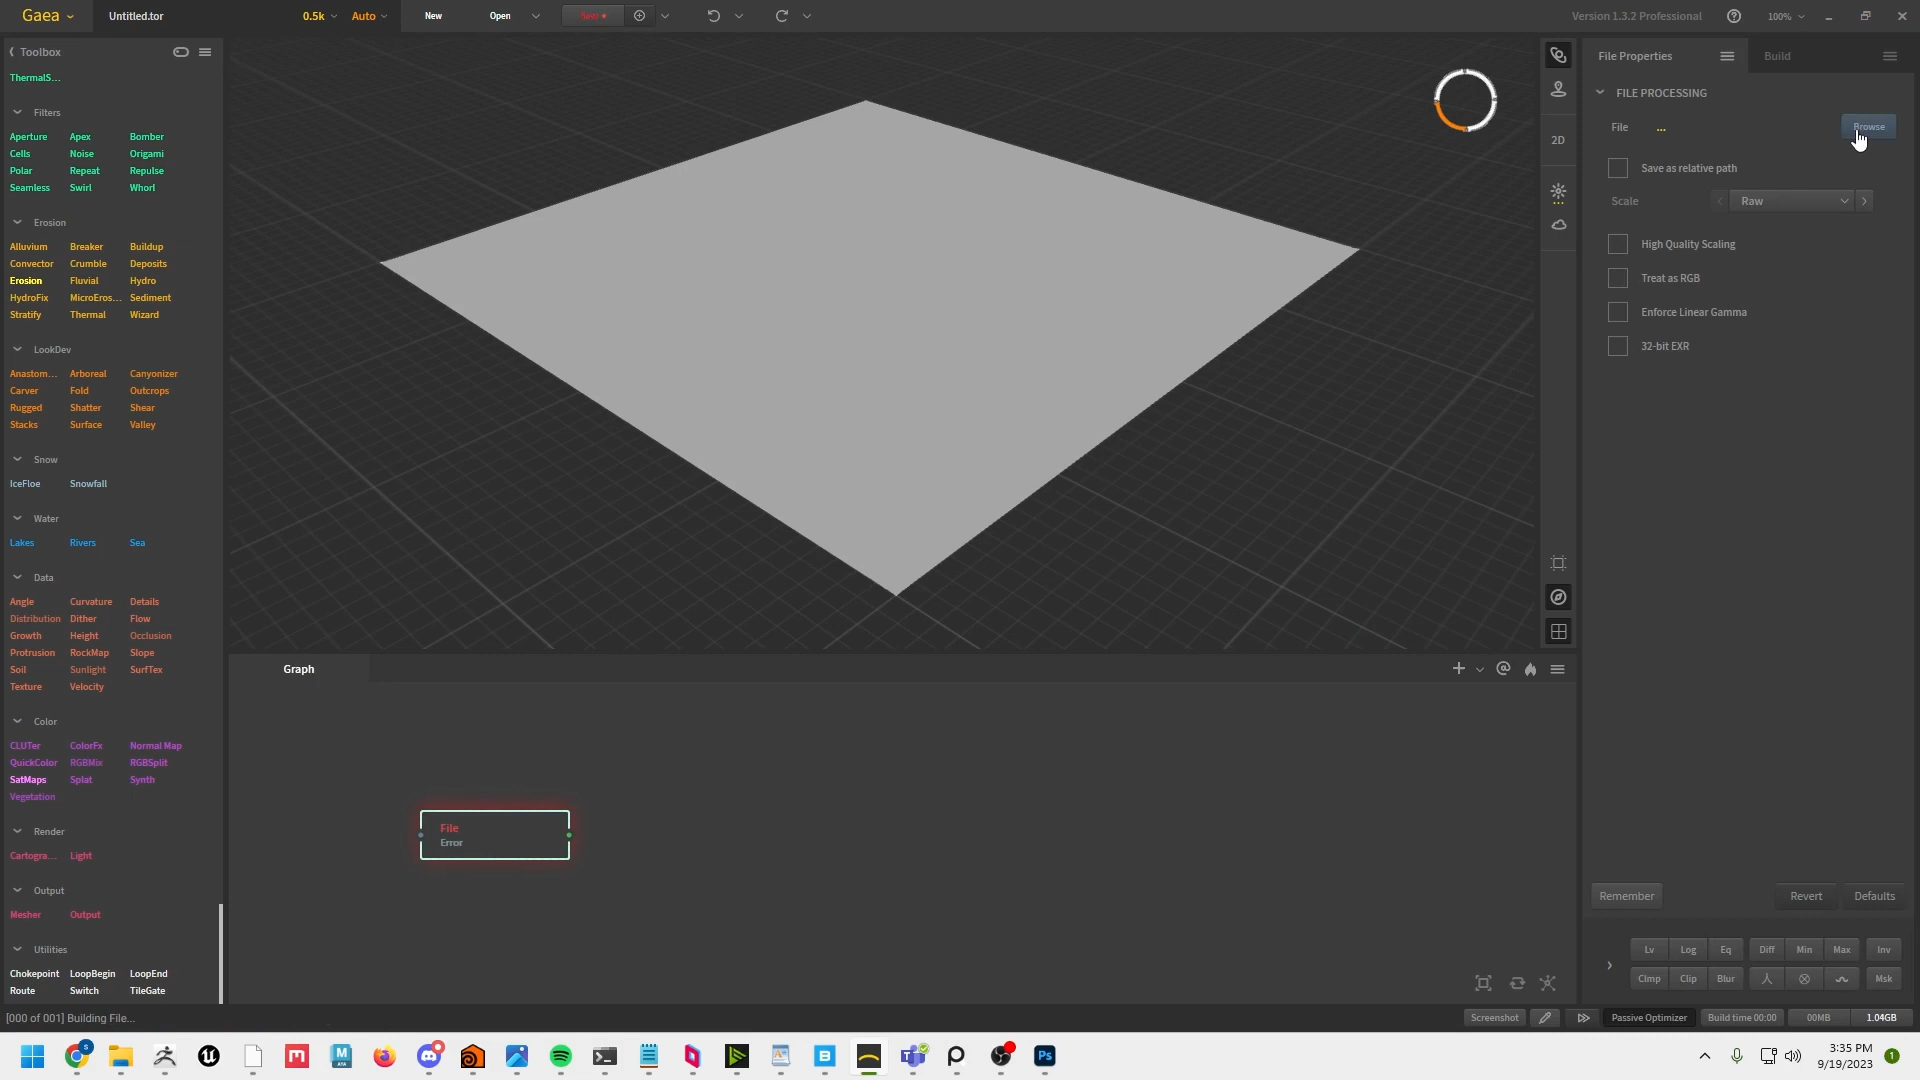 Gaea
Untitled.tor
0.5k
Auto
New
Open
Save
Version 1.3.2 Professional
100%
Toolbox
ThermalS...
Filters
Aperture Apex Bomber
Cells Noise Origami
Polar Repeat Repulse
Seamless Swirl Whorl
Erosion
Alluvium Breaker Buildup
Convector Crumble Deposits
Erosion Fluvial Hydro
HydroFix MicroEros... Sediment
Stratify Thermal Wizard
LookDev
Anastom... Arboreal Canyonizer
Carver Fold Outcrops
Rugged Shatter Shear
Stacks Surface Valley
Snow
IceFloe Snowfall
Water
Lakes Rivers Sea
Data
Angle Curvature Details
Distribution Dither Flow
Growth Height Occlusion
Protrusion RockMap Slope
Soil Sunlight SurfTex
Texture Velocity
Color
CLUTer ColorFx Normal Map
QuickColor RGBMix RGBSplit
SatMaps Splat Synth
Vegetation
Render
Cartogra... Light
Output
Mesher Output
Utilities
Chokepoint LoopBegin LoopEnd
Route Switch TileGate
[000 of 001] Building File...
2D
Graph
File
Error
File Properties
Build
FILE PROCESSING
File ... Browse
Save as relative path
Scale Raw
High Quality Scaling
Treat as RGB
Enforce Linear Gamma
32-bit EXR
Remember Revert Defaults
Lv Log Eq Diff Min Max Inv
Clmp Clip Blur Msk
Screenshot Passive Optimizer Build time 00:00 00MB 1.04GB
3:35 PM
9/19/2023
1